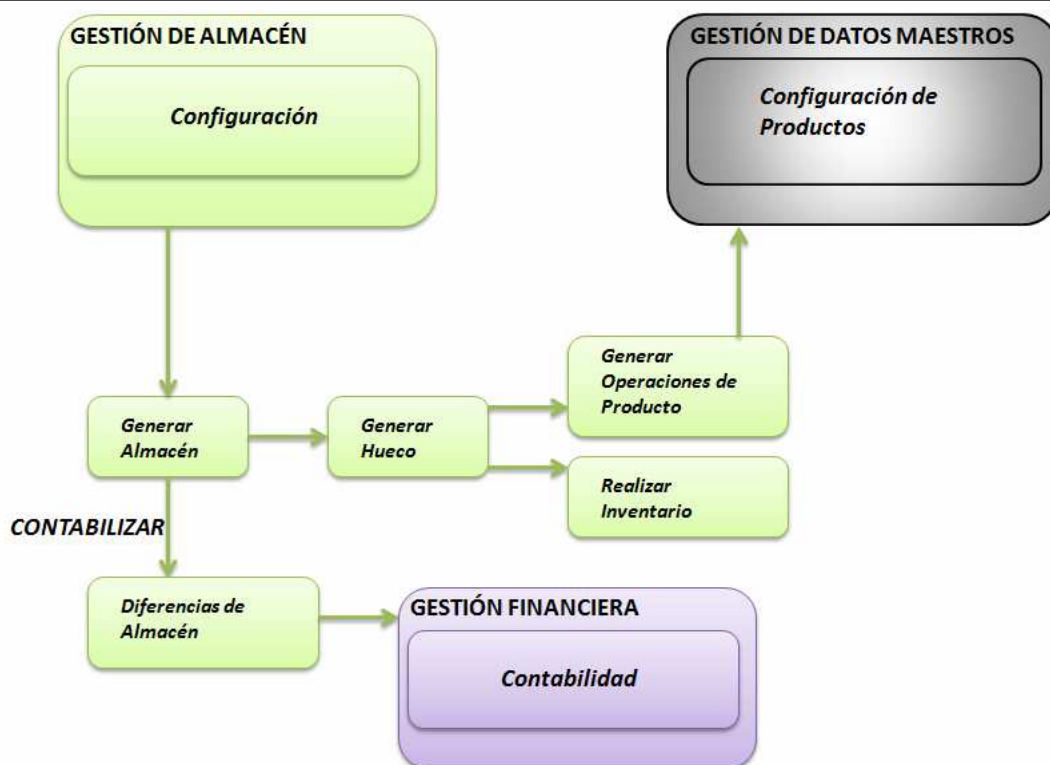 GESTIÓN DE ALMACÉN
Configuración
GESTIÓN DE DATOS MAESTROS
Configuración de
Productos
Generar
Almacén
Generar
Hueco
Generar
Operaciones de
Producto
Realizar
Inventario
CONTABILIZAR
Diferencias de
Almacén
GESTIÓN FINANCIERA
Contabilidad